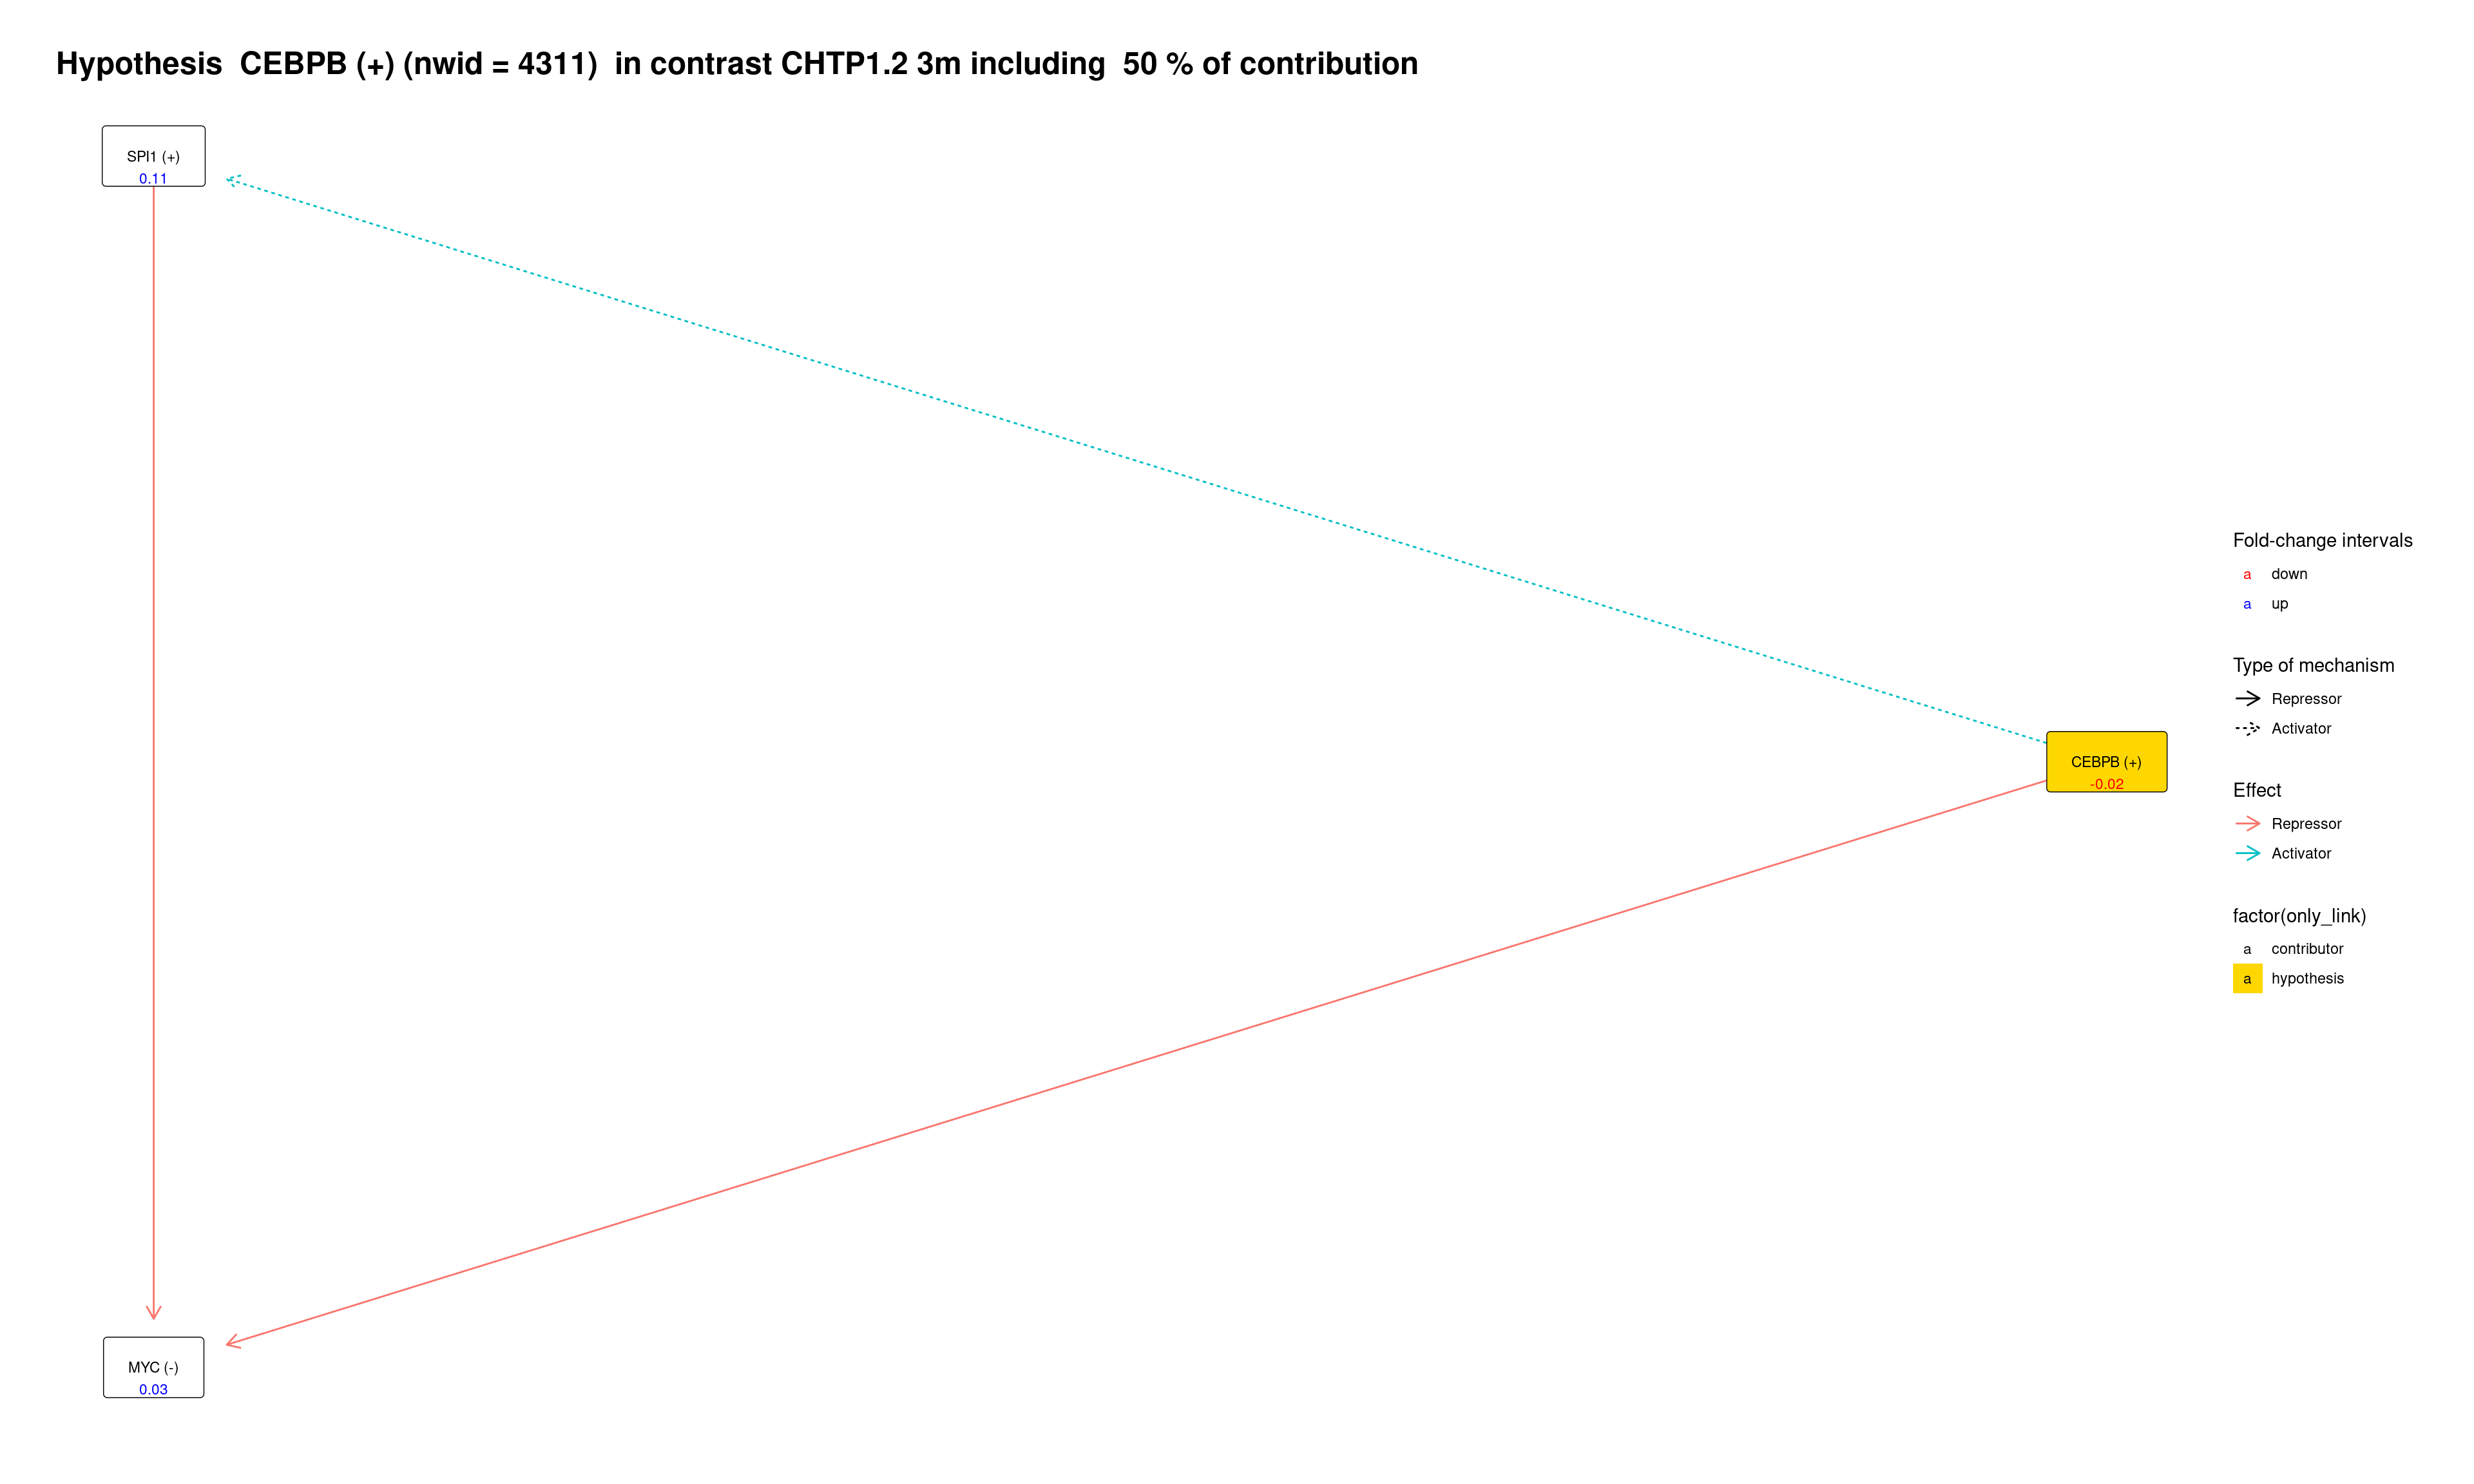 Hypothesis  CEBPB (+) (nwid = 4311)  in contrast CHTP1.2 3m including  50 % of contribution
SPI1 (+)
0.11
CEBPB (+)
-0.02
MYC (-)
0.03
Fold-change intervals
a down
a up
Type of mechanism
Repressor
Activator
Effect
Repressor
Activator
factor(only_link)
a contributor
a hypothesis